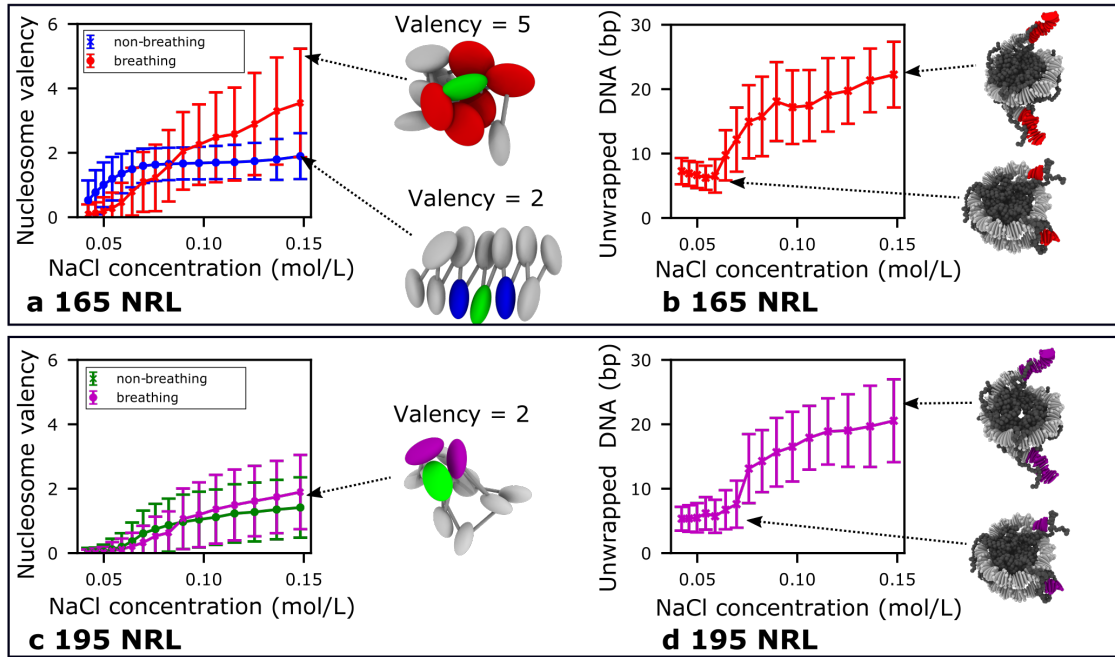 Nucleosome valency
6
4
2
0
non-breathing
breathing
0.05
0.10
0.15
NaCl concentration (mol/L)
Valency = 5
Valency = 2
a 165 NRL
Unwrapped DNA (bp)
30
20
10
0
0.05
0.10
0.15
NaCl concentration (mol/L)
b 165 NRL
Nucleosome valency
6
4
2
0
non-breathing
breathing
0.05
0.10
0.15
NaCl concentration (mol/L)
Valency = 2
c 195 NRL
Unwrapped DNA (bp)
30
20
10
0
0.05
0.10
0.15
NaCl concentration (mol/L)
d 195 NRL